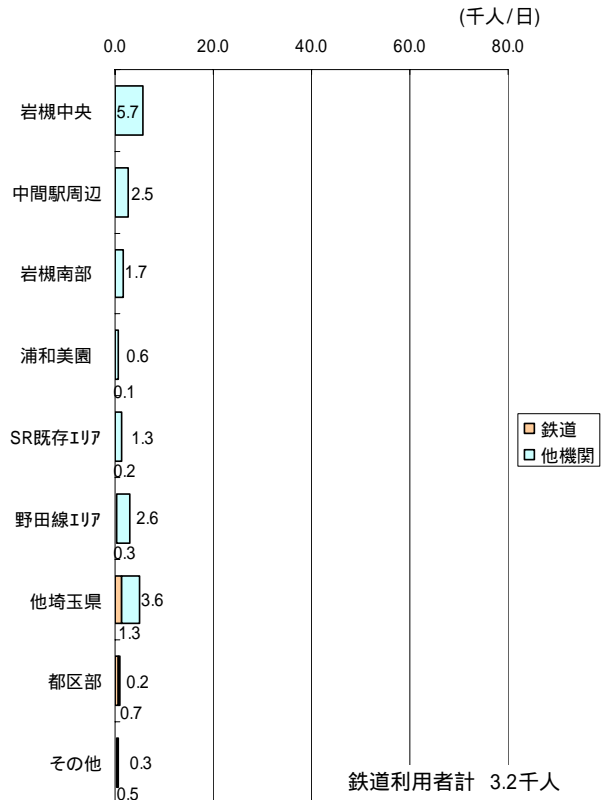 (千人/日)
0.0 20.0 40.0 60.0 80.0
岩槻中央 5.7
中間駅周辺 2.5
岩槻南部 1.7
浦和美園 0.6
0.1
SR既存ｴﾘｱ 1.3
0.2
野田線ｴﾘｱ 2.6
0.3
他埼玉県 3.6
1.3
都区部 0.2
0.7
その他 0.3
0.5
鉄道
他機関
鉄道利用者計 3.2千人